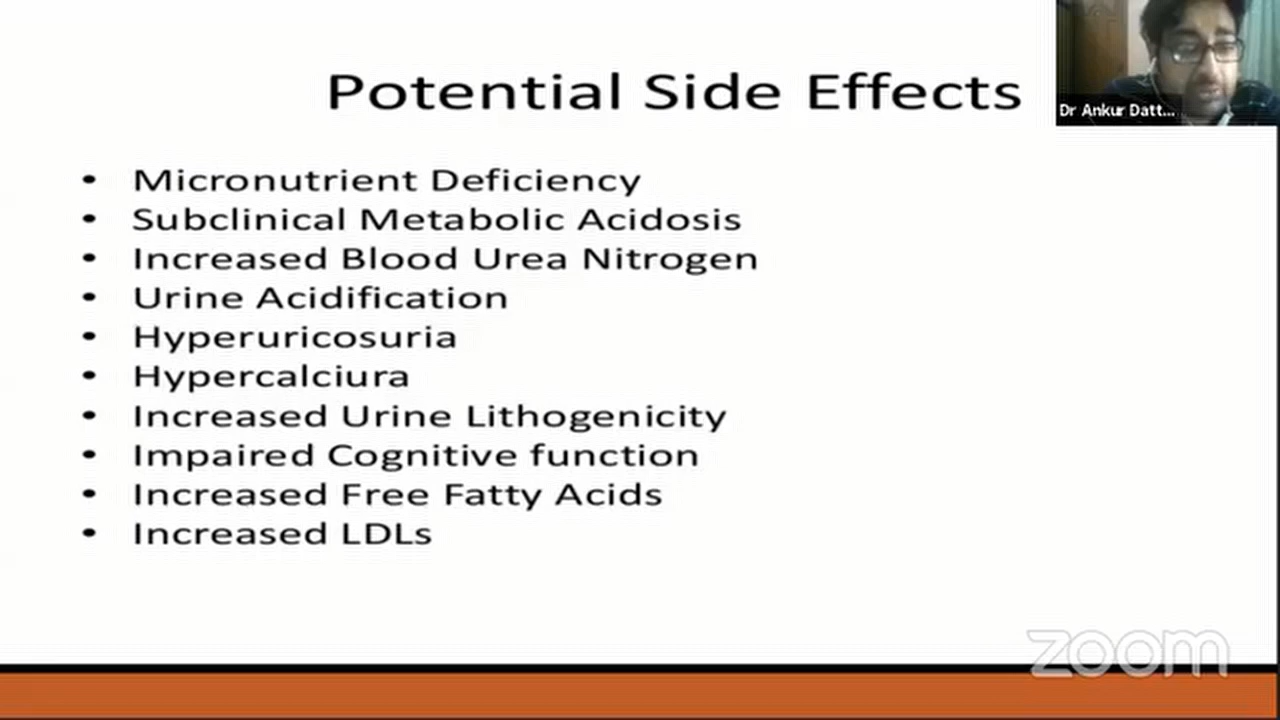 Potential Side Effects
Dr Ankur Datt...
• Micronutrient Deficiency
• Subclinical Metabolic Acidosis
• Increased Blood Urea Nitrogen
• Urine Acidification
• Hyperuricosuria
• Hypercalciura
• Increased Urine Lithogenicity
• Impaired Cognitive function
• Increased Free Fatty Acids
• Increased LDLs
zoom